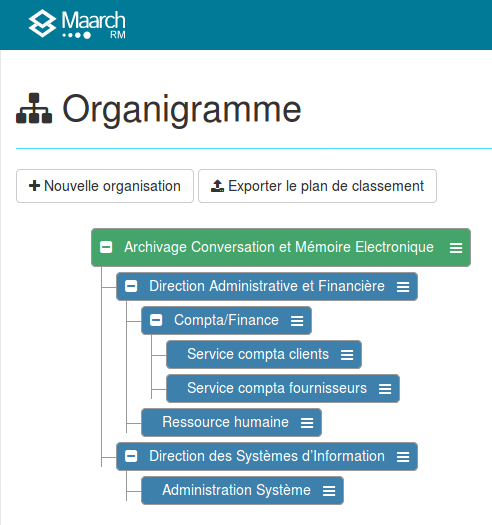 Maarch
RM
Organigramme
Nouvelle organisation
Exporter le plan de classement
Archivage Conversation et Mémoire Electronique
Direction Administrative et Financière
Compta/Finance
Service compta clients
Service compta fournisseurs
Ressource humaine
Direction des Systèmes d'Information
Administration Système